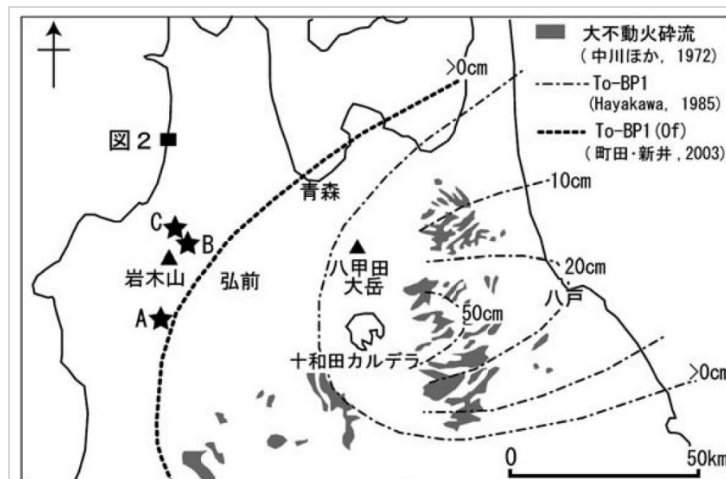 大不動火砕流
(中川ほか, 1972)
>0cm
To-BP1
(Hayakawa, 1985)
図2
To-BP1(Of)
(町田・新井, 2003)
青森
10cm
C
B
岩木山
弘前
八甲田
大岳
20cm
八戸
A
50cm
十和田カルデラ
>0cm
0
50km